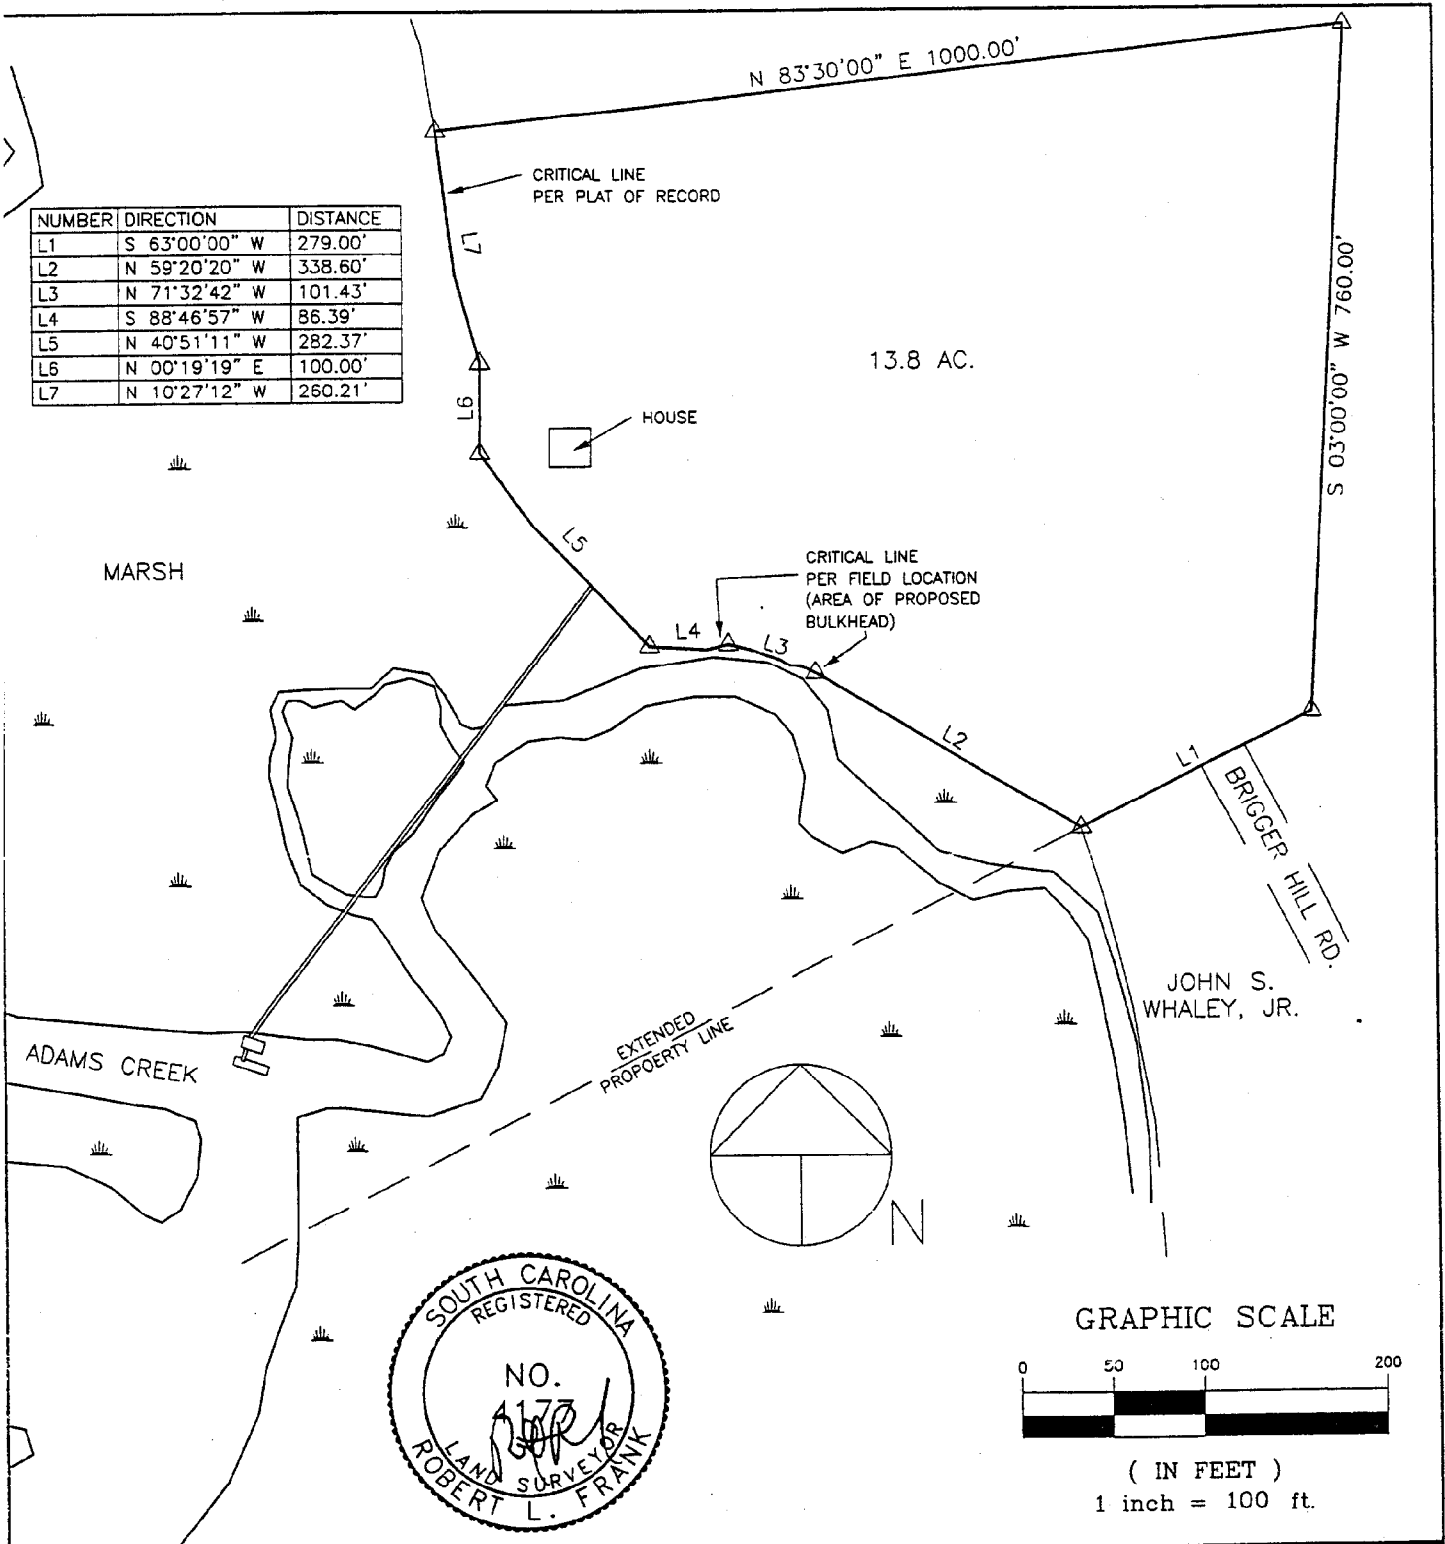 N 83°30'00" E 1000.00'
CRITICAL LINE
PER PLAT OF RECORD
L7
NUMBER DIRECTION DISTANCE
L1 S 63°00'00" W 279.00'
L2 N 59°20'20" W 338.60'
L3 N 71°32'42" W 101.43'
L4 S 88°46'57" W 86.39'
L5 N 40°51'11" W 282.37'
L6 N 00°19'19" E 100.00'
L7 N 10°27'12" W 260.21'
S 03°00'00" W 760.00'
13.8 AC.
L6
HOUSE
L5
MARSH
CRITICAL LINE
PER FIELD LOCATION
(AREA OF PROPOSED
BULKHEAD)
L4
L3
L2
L1
BRIGGER HILL RD.
JOHN S.
WHALEY, JR.
EXTENDED
PROPOERTY LINE
ADAMS CREEK
N
SOUTH CAROLINA
REGISTERED
NO.
4177
LAND SURVEYOR
ROBERT L. FRANK
GRAPHIC SCALE
0 50 100 200
( IN FEET )
1 inch = 100 ft.